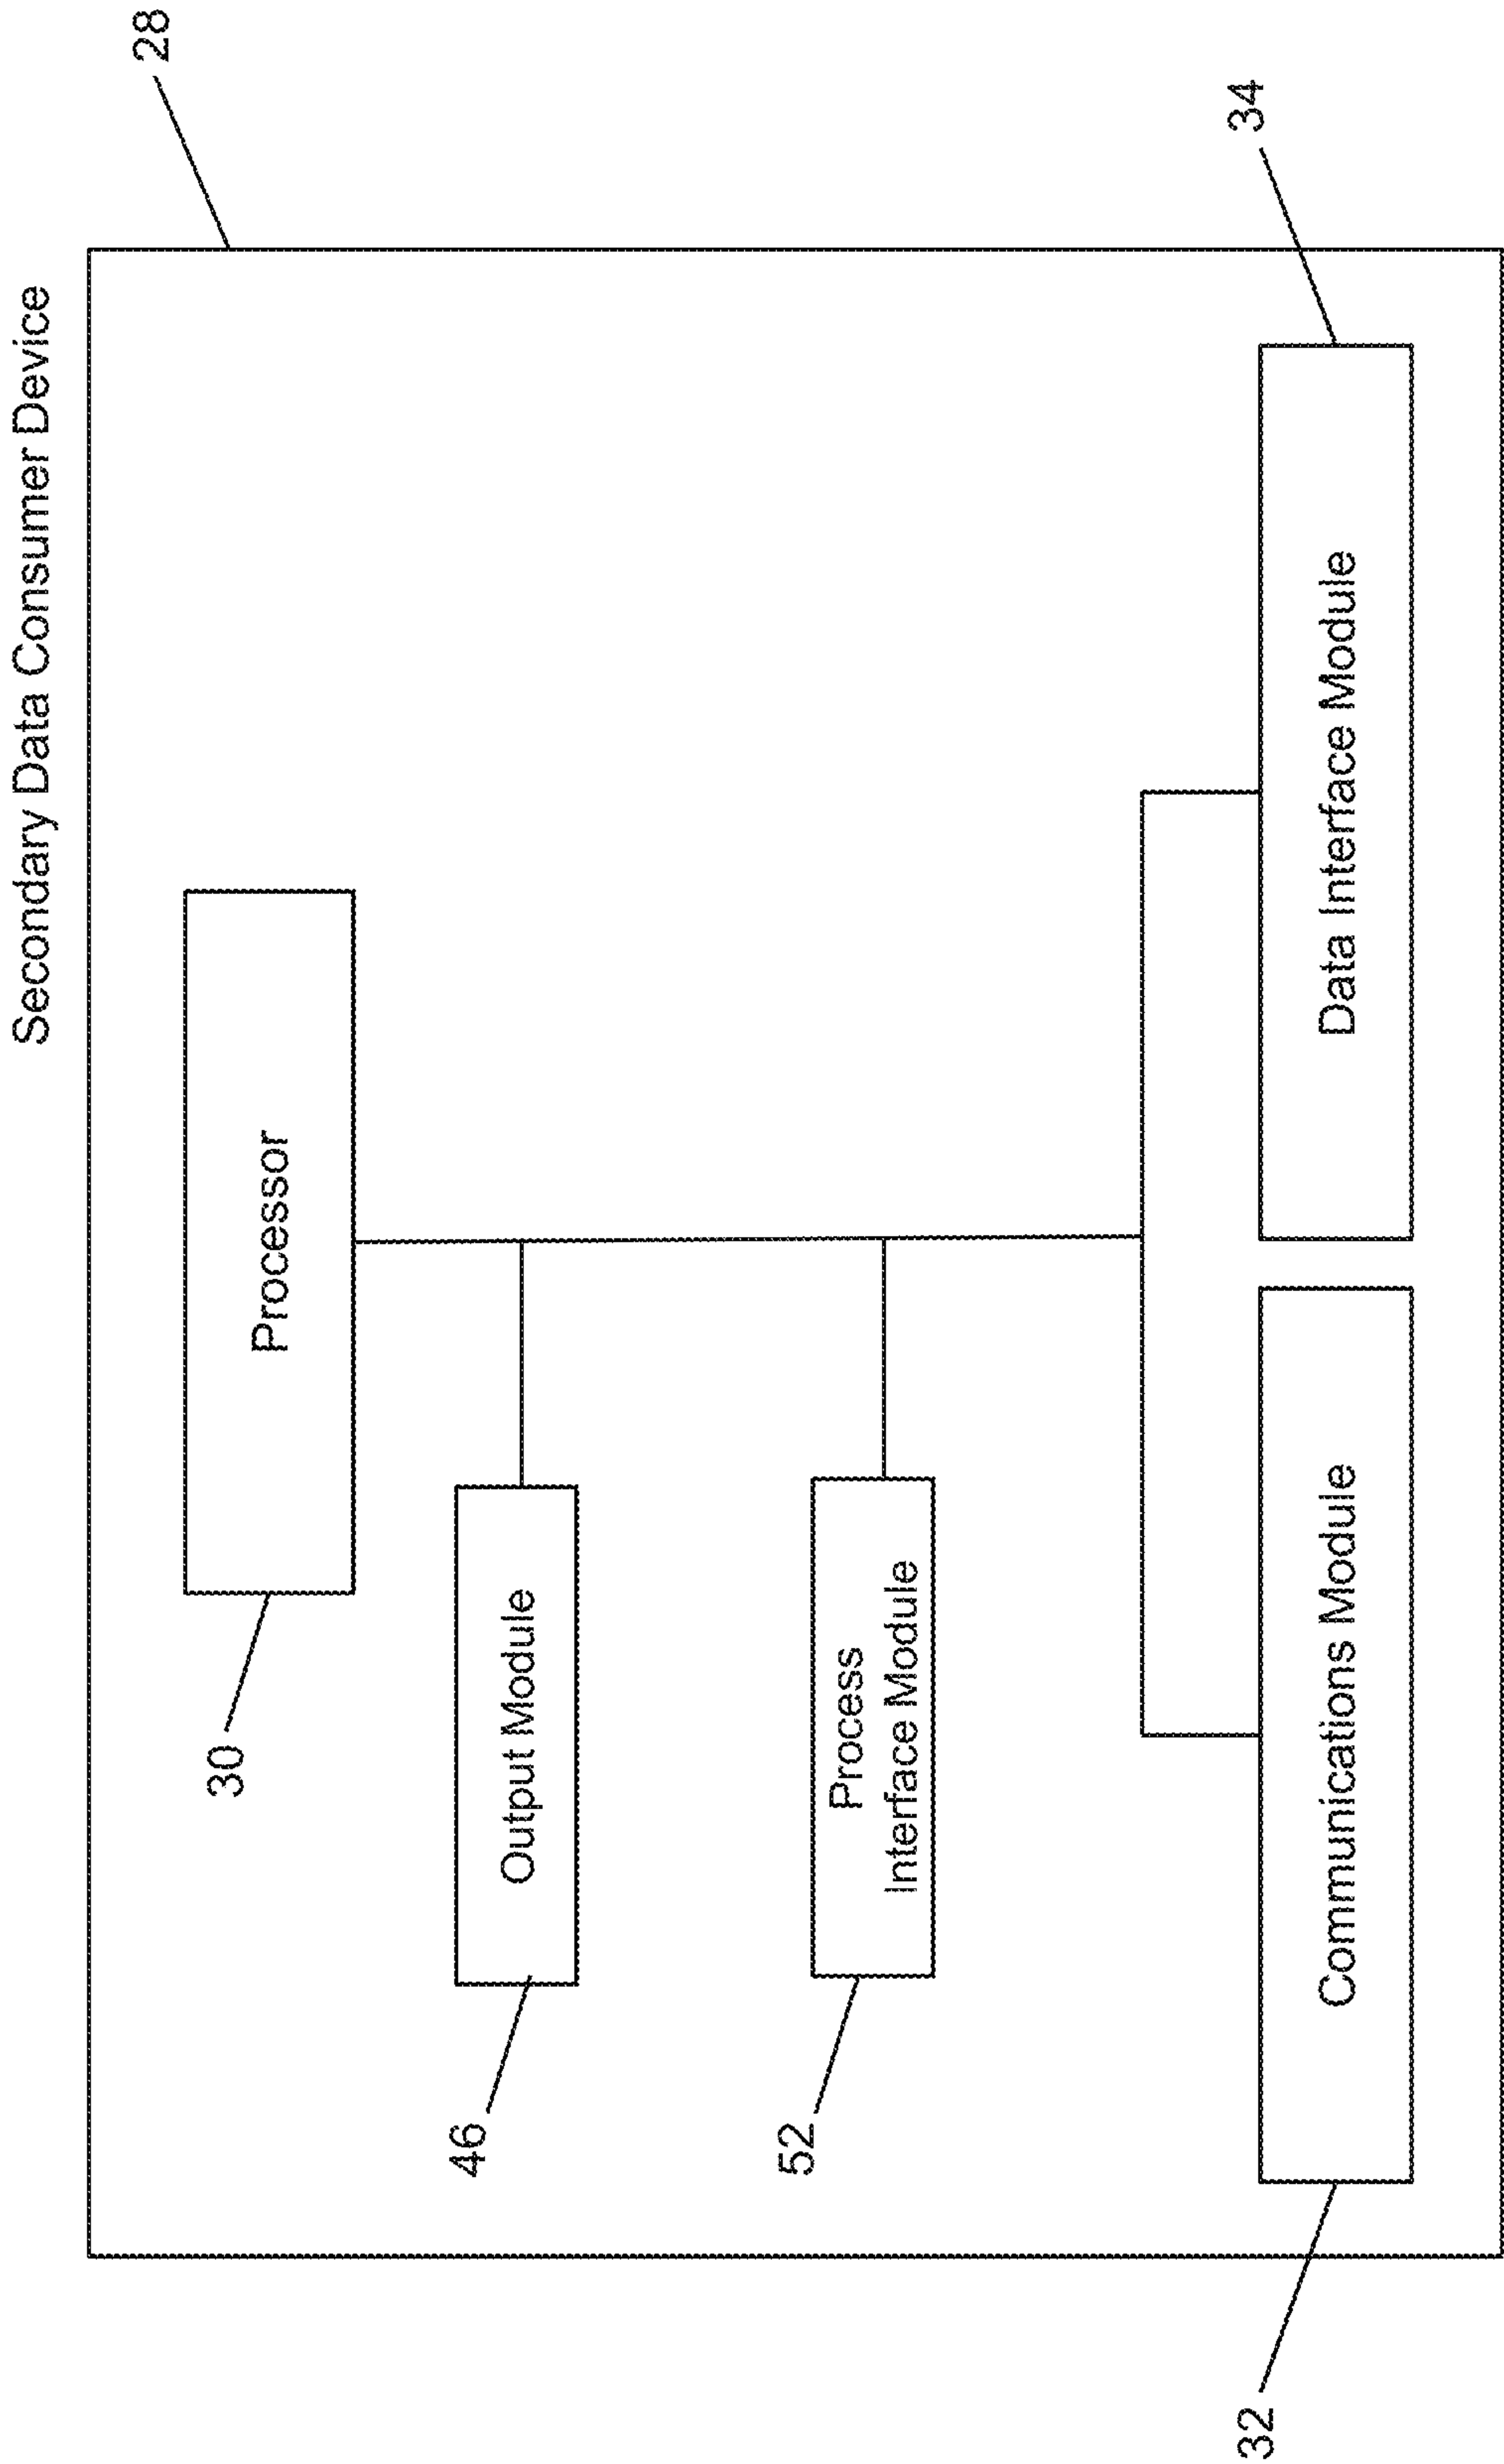 Secondary Data Consumer Device
28
Processor
30
Output Module
46
Process
Interface Module
52
Communications Module
32
Data Interface Module
34